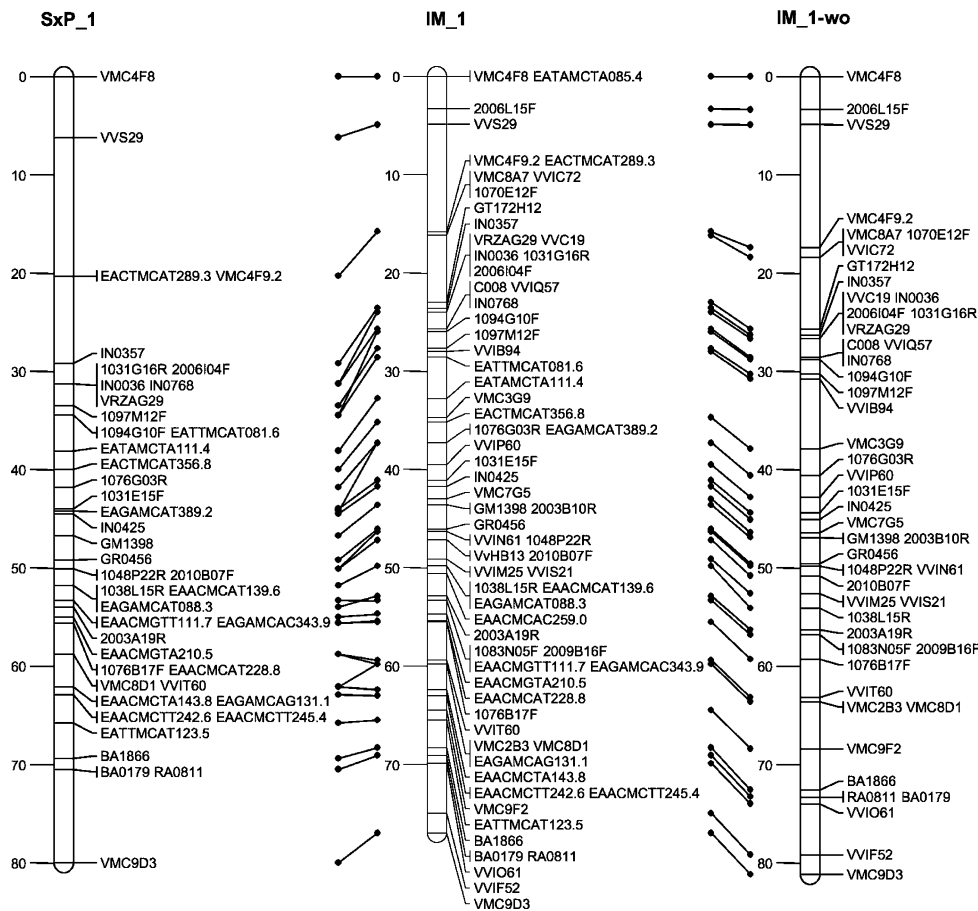 SxP_1
IM_1
IM_1-wo
0
10
20
30
40
50
60
70
80
VMC4F8
VVS29
EACTMCAT289.3 VMC4F9.2
IN0357
1031G16R 2006I04F
IN0036 IN0768
VRZAG29
1097M12F
1094G10F EATTMCAT081.6
EATAMCTA111.4
EACTMCAT356.8
1076G03R
1031E15F
EAGAMCAT389.2
IN0425
GM1398
GR0456
1048P22R 2010B07F
1038L15R EAACMCAT139.6
EAGAMCAT088.3
EAACMGTT111.7 EAGAMCAC343.9
2003A19R
EAACMGTA210.5
1076B17F EAACMCAT228.8
VMC8D1 VVIT60
EAACMCTA143.8 EAGAMCAG131.1
EAACMCTT242.6 EAACMCTT245.4
EATTMCAT123.5
BA1866
BA0179 RA0811
VMC9D3
0
10
20
30
40
50
60
70
VMC4F8 EATAMCTA085.4
2006L15F
VVS29
VMC4F9.2 EACTMCAT289.3
VMC8A7 VVIC72
1070E12F
GT172H12
IN0357
VRZAG29 VVC19
IN0036 1031G16R
2006I04F
C008 VVIQ57
IN0768
1094G10F
1097M12F
VVIB94
EATTMCAT081.6
EATAMCTA111.4
VMC3G9
EACTMCAT356.8
1076G03R EAGAMCAT389.2
VVIP60
1031E15F
IN0425
VMC7G5
GM1398 2003B10R
GR0456
VVIN61 1048P22R
VvHB13 2010B07F
VVIM25 VVIS21
1038L15R EAACMCAT139.6
EAGAMCAT088.3
EAACMCAC259.0
2003A19R
1083N05F 2009B16F
EAACMGTT111.7 EAGAMCAC343.9
EAACMGTA210.5
EAACMCAT228.8
1076B17F
VVIT60
VMC2B3 VMC8D1
EAGAMCAG131.1
EAACMCTA143.8
EAACMCTT242.6 EAACMCTT245.4
VMC9F2
EATTMCAT123.5
BA1866
BA0179 RA0811
VVIO61
VVIF52
VMC9D3
0
10
20
30
40
50
60
70
80
VMC4F8
2006L15F
VVS29
VMC4F9.2
VMC8A7 1070E12F
VVIC72
GT172H12
IN0357
VVC19 IN0036
2006I04F 1031G16R
VRZAG29
C008 VVIQ57
IN0768
1094G10F
1097M12F
VVIB94
VMC3G9
1076G03R
VVIP60
1031E15F
IN0425
VMC7G5
GM1398 2003B10R
GR0456
1048P22R VVIN61
2010B07F
VVIM25 VVIS21
1038L15R
2003A19R
1083N05F 2009B16F
1076B17F
VVIT60
VMC2B3 VMC8D1
VMC9F2
BA1866
RA0811 BA0179
VVIO61
VVIF52
VMC9D3